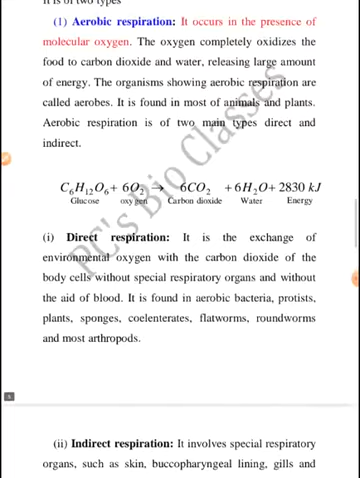 It is of two types
(1) Aerobic respiration: It occurs in the presence of
molecular oxygen. The oxygen completely oxidizes the
food to carbon dioxide and water, releasing large amount
of energy. The organisms showing aerobic respiration are
called aerobes. It is found in most of animals and plants.
Aerobic respiration is of two main types direct and
indirect.
C₆H₁₂O₆ + 6O₂ → 6CO₂ + 6H₂O + 2830 kJ
Glucose oxygen Carbon dioxide Water Energy
(i) Direct respiration: It is the exchange of
environmental oxygen with the carbon dioxide of the
body cells without special respiratory organs and without
the aid of blood. It is found in aerobic bacteria, protists,
plants, sponges, coelenterates, flatworms, roundworms
and most arthropods.
(ii) Indirect respiration: It involves special respiratory
organs, such as skin, buccopharyngeal lining, gills and
PC's Bio Classes